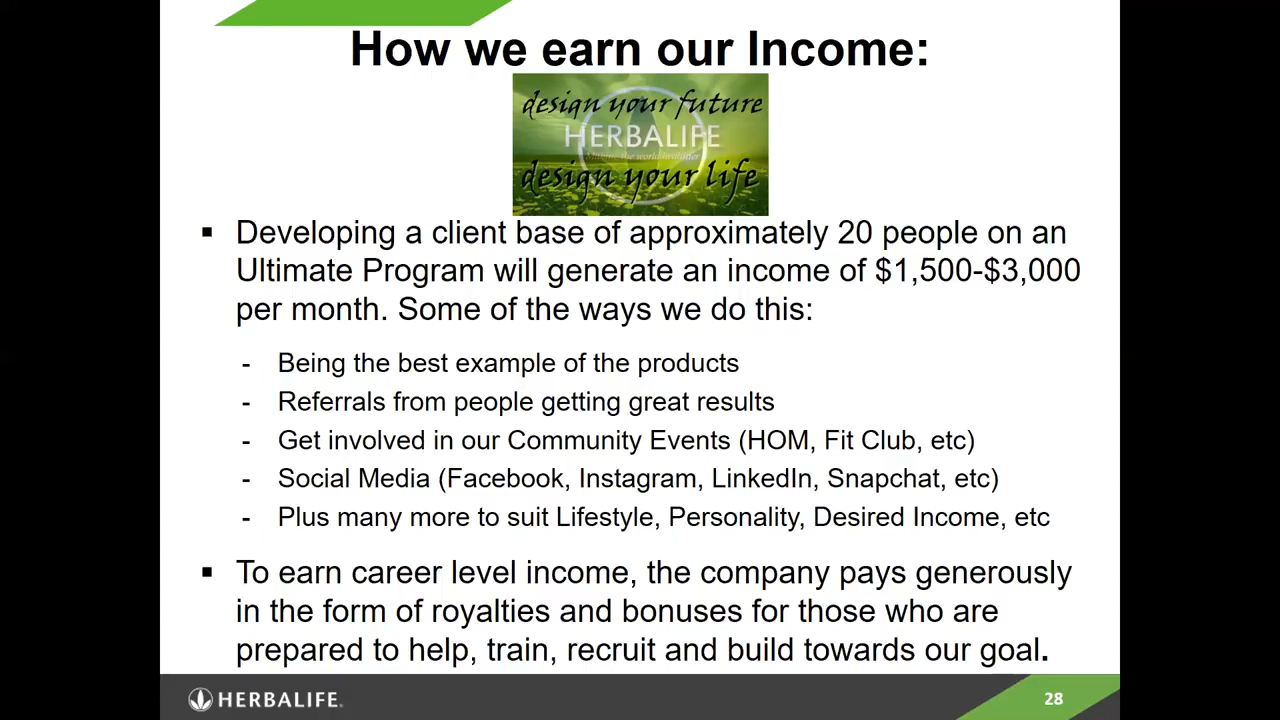 How we earn our Income:
design your future
HERBALIFE
design your life
▪ Developing a client base of approximately 20 people on an
Ultimate Program will generate an income of $1,500-$3,000
per month. Some of the ways we do this:
- Being the best example of the products
- Referrals from people getting great results
- Get involved in our Community Events (HOM, Fit Club, etc)
- Social Media (Facebook, Instagram, LinkedIn, Snapchat, etc)
- Plus many more to suit Lifestyle, Personality, Desired Income, etc
▪ To earn career level income, the company pays generously
in the form of royalties and bonuses for those who are
prepared to help, train, recruit and build towards our goal.
HERBALIFE.
28